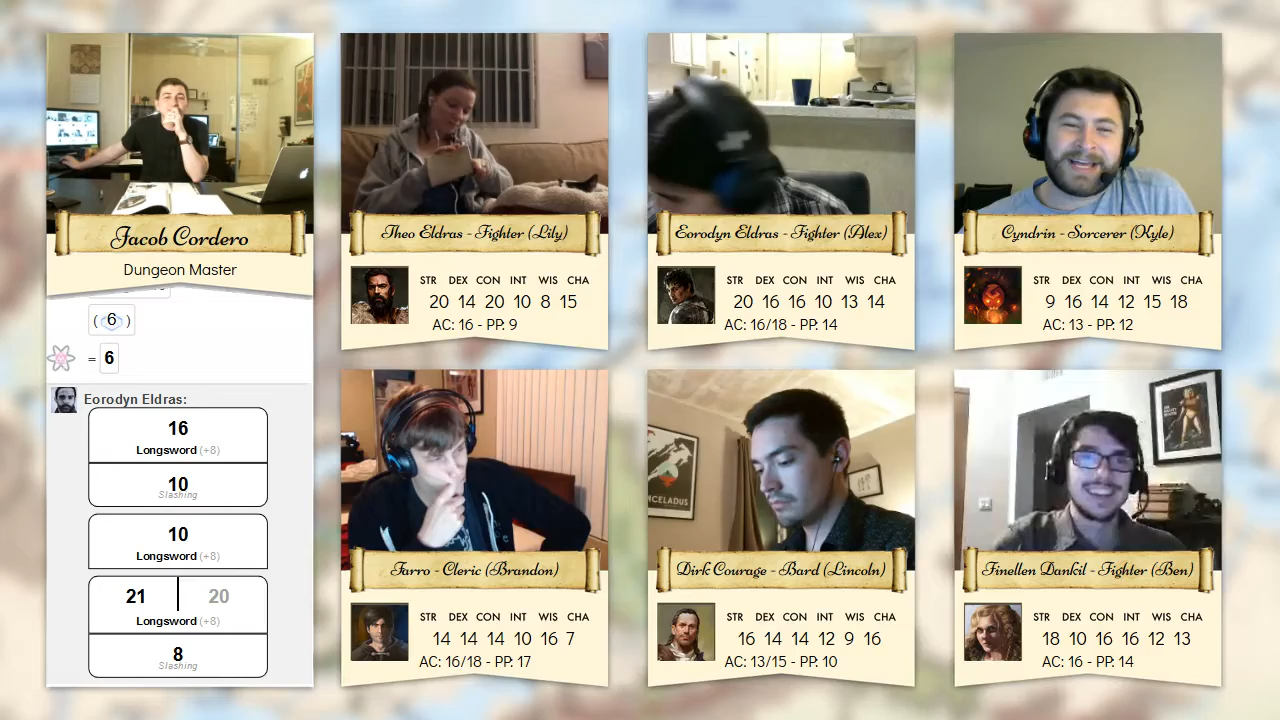 Jacob Cordero
Dungeon Master
( 6 )
= 6
Eorodyn Eldras:
16
Longsword (+8)
10
Slashing
10
Longsword (+8)
21 20
Longsword (+8)
8
Slashing
Theo Eldras - Fighter (Lily)
STR DEX CON INT WIS CHA
20 14 20 10 8 15
AC: 16 - PP: 9
Eorodyn Eldras - Fighter (Alex)
STR DEX CON INT WIS CHA
20 16 16 10 13 14
AC: 16/18 - PP: 14
Cyndrin - Sorcerer (Kyle)
STR DEX CON INT WIS CHA
9 16 14 12 15 18
AC: 13 - PP: 12
Farro - Cleric (Brandon)
STR DEX CON INT WIS CHA
14 14 14 10 16 7
AC: 16/18 - PP: 17
NCELADUS
Dirk Courage - Bard (Lincoln)
STR DEX CON INT WIS CHA
16 14 14 12 9 16
AC: 13/15 - PP: 10
Finellen Dankil - Fighter (Ben)
STR DEX CON INT WIS CHA
18 10 16 16 12 13
AC: 16 - PP: 14